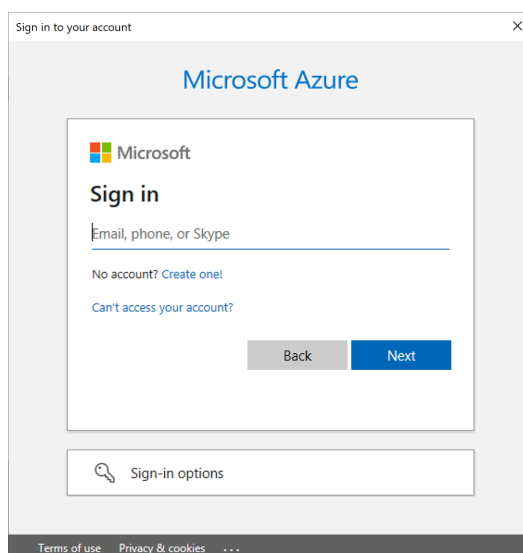 Sign in to your account
Microsoft Azure
Microsoft
Sign in
Email, phone, or Skype
No account? Create one!
Can't access your account?
Back Next
Sign-in options
Terms of use Privacy & cookies ...